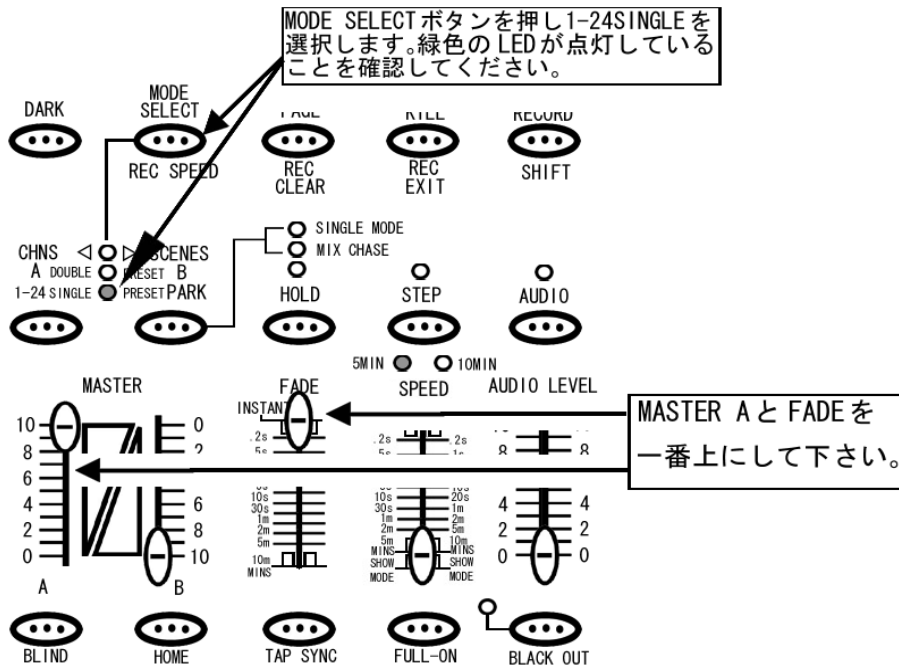 MODE SELECTボタンを押し1-24SINGLEを
選択します。緑色のLEDが点灯している
ことを確認してください。
DARK
MODE
SELECT
PAGE
KILL
RECORD
REC SPEED
REC
CLEAR
REC
EXIT
SHIFT
SINGLE MODE
MIX CHASE
CHNS ◁ ▷ SCENES
A DOUBLE PRESET B
1-24 SINGLE PRESET PARK
HOLD
STEP
AUDIO
5MIN 10MIN
MASTER
FADE
SPEED
AUDIO LEVEL
INSTANT
MASTER AとFADEを
一番上にして下さい。
10 0 .2s .2s 10 10
8 2 5s 5s 1s 8 8
6
4 6 10s 10s 20s 4 4
30s 30s 1m
2 8 1m 1m 2m 2 2
2m 2m 5m
0 10 5m 5m 10m 0 0
10m MINS MINS
MINS SHOW SHOW
MODE MODE
A B
BLIND
HOME
TAP SYNC
FULL-ON
BLACK OUT